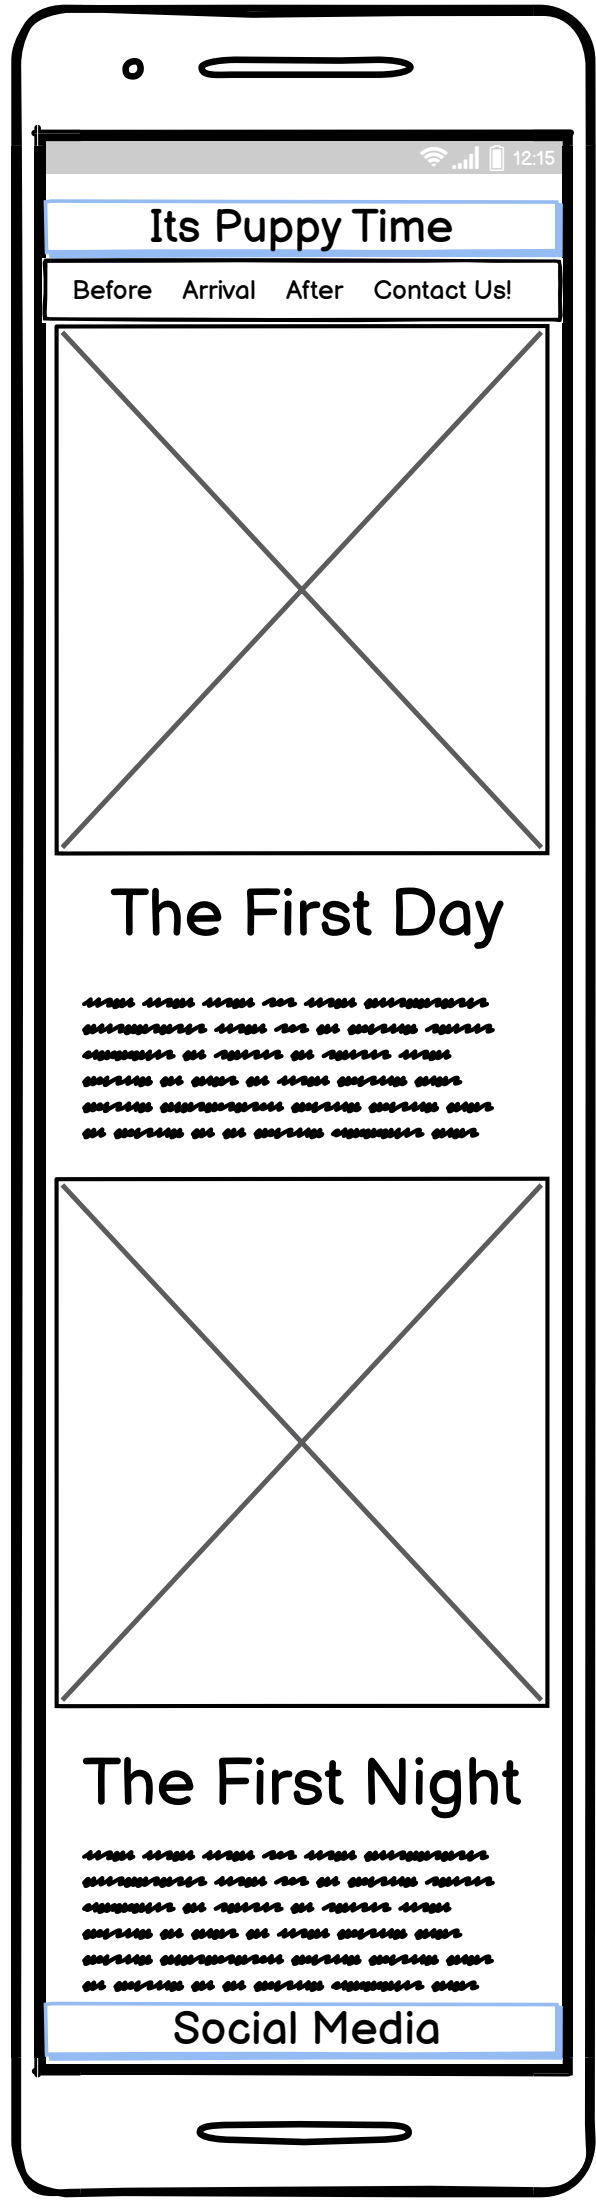 12:15
Its Puppy Time
Before Arrival After Contact Us!
The First Day
The First Night
Social Media